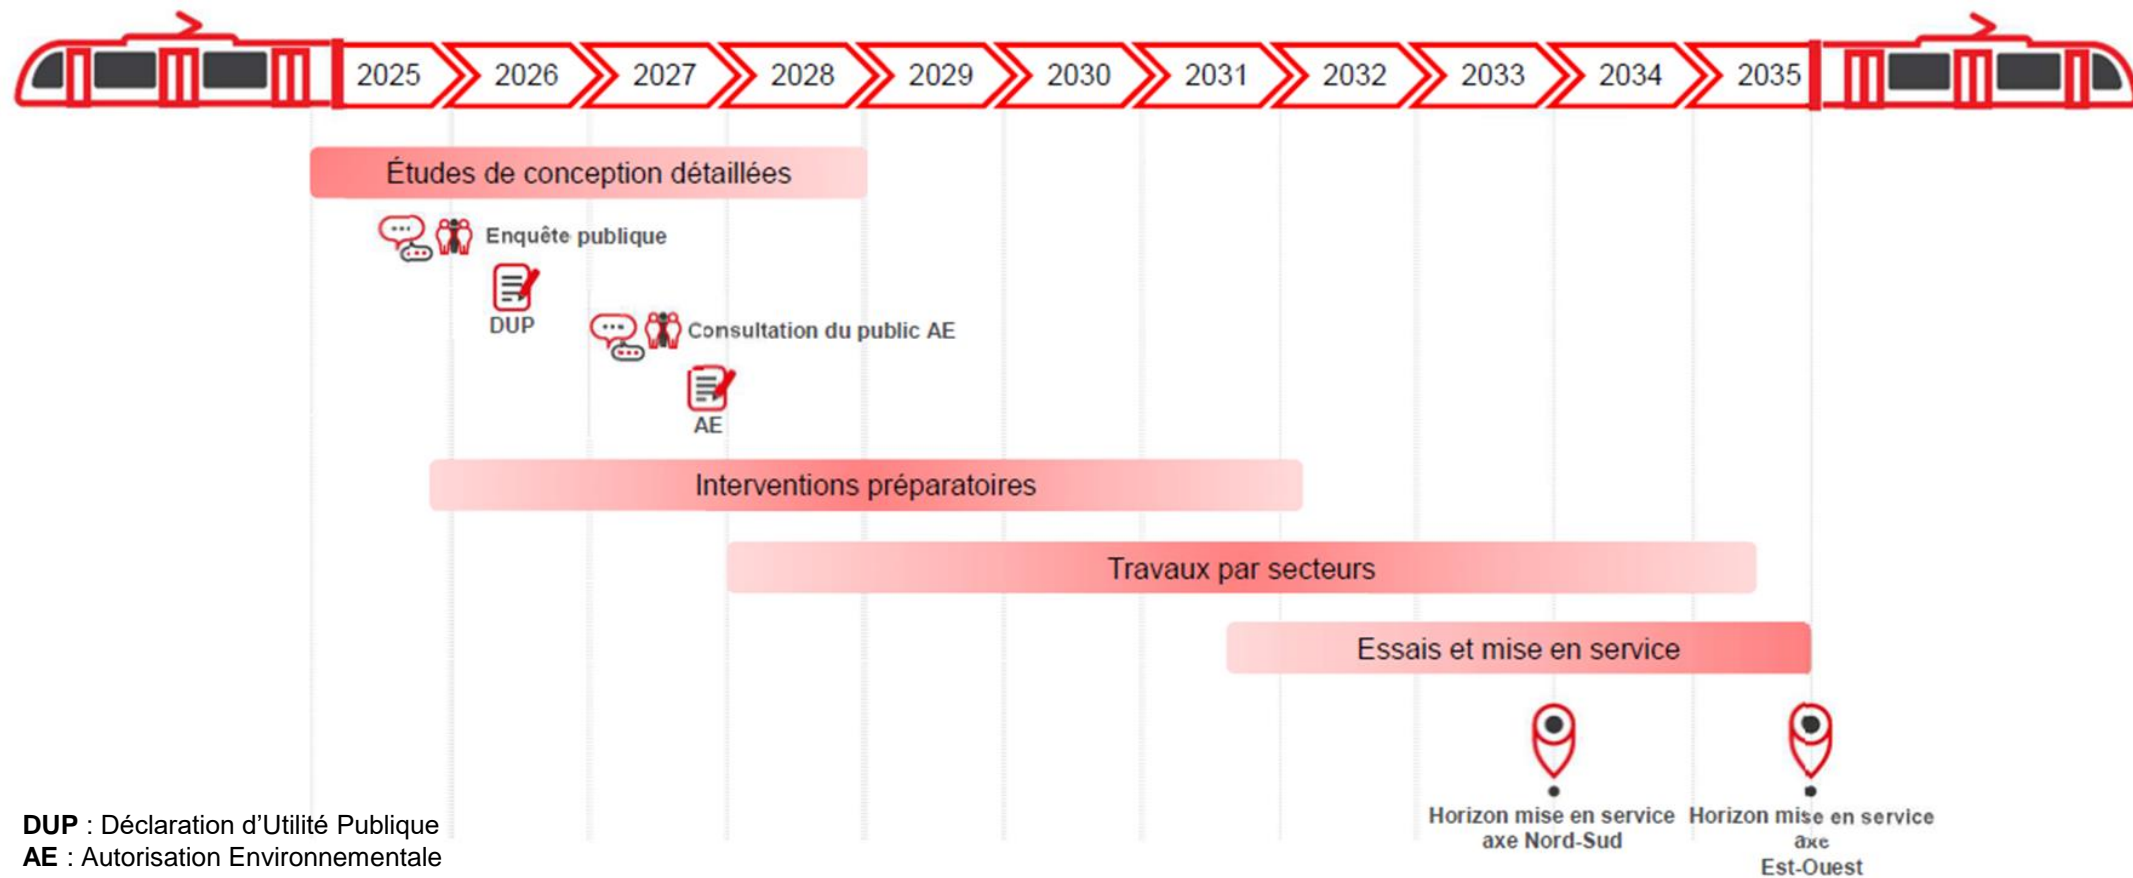 2025 2026 2027 2028 2029 2030 2031 2032 2033 2034 2035
Études de conception détaillées
Enquête publique
DUP
Consultation du public AE
AE
Interventions préparatoires
Travaux par secteurs
Essais et mise en service
Horizon mise en service
axe Nord-Sud
Horizon mise en service
axe
Est-Ouest
DUP : Déclaration d’Utilité Publique
AE : Autorisation Environnementale